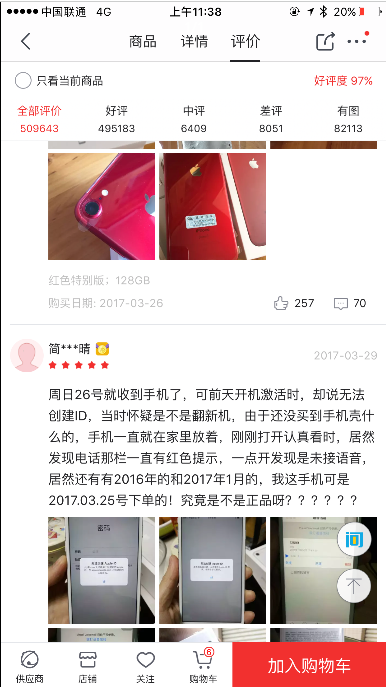 中国联通 4G 上午11:38 20%
商品 详情 评价
只看当前商品 好评度 97%
全部评价 好评 中评 差评 有图
509643 495183 6409 8051 82113
红色特别版；128GB
购买日期: 2017-03-26 257 70
简***晴 2017-03-29
周日26号就收到手机了，可前天开机激活时，却说无法
创建ID，当时怀疑是不是翻新机，由于还没买到手机壳什
么的，手机一直就在家里放着，刚刚打开认真看时，居然
发现电话那栏一直有红色提示，一点开发现是未接语音，
居然还有有2016年的和2017年1月的，我这手机可是
2017.03.25号下单的！究竟是不是正品呀？？？？？？
问
6
供应商 店铺 关注 购物车 加入购物车